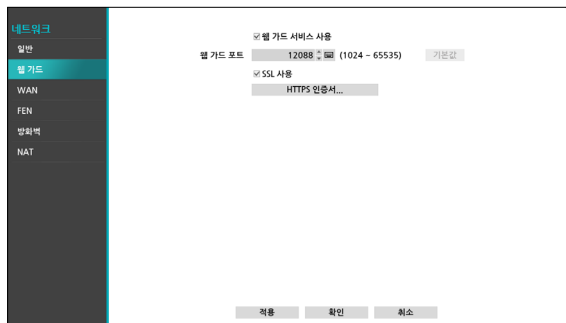 네트워크
일반
웹 가드
WAN
FEN
방화벽
NAT
웹 가드 서비스 사용
웹 가드 포트 12088 (1024 ~ 65535) 기본값
SSL 사용
HTTPS 인증서...
적용 확인 취소